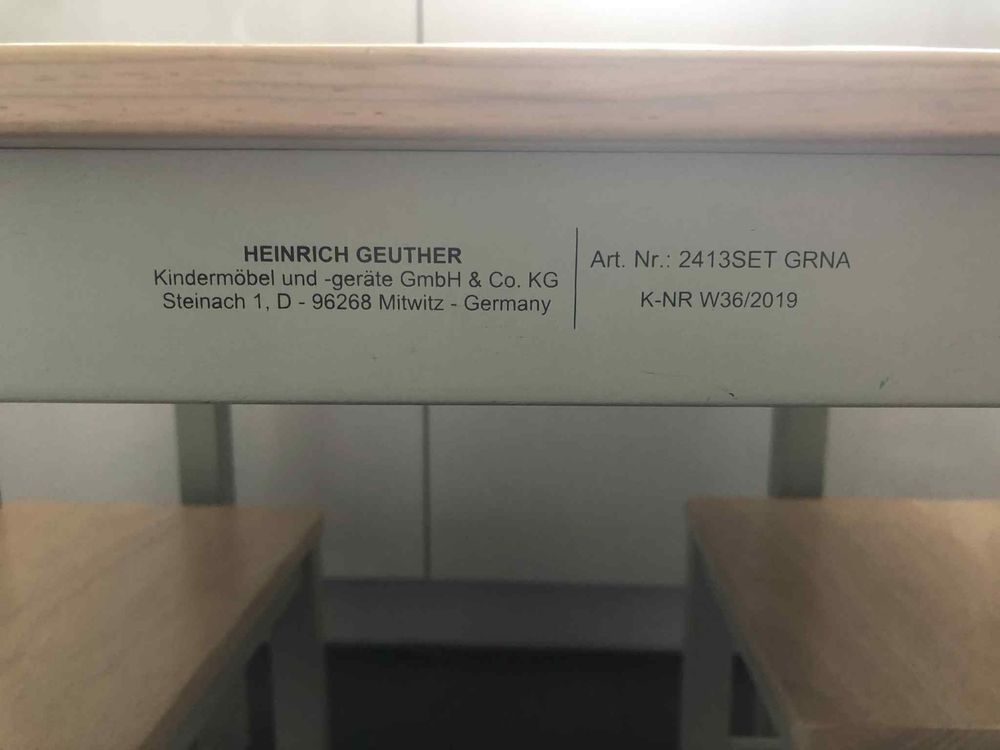 HEINRICH GEUTHER
Kindermöbel und -geräte GmbH & Co. KG
Steinach 1, D - 96268 Mitwitz - Germany
Art. Nr.: 2413SET GRNA
K-NR W36/2019